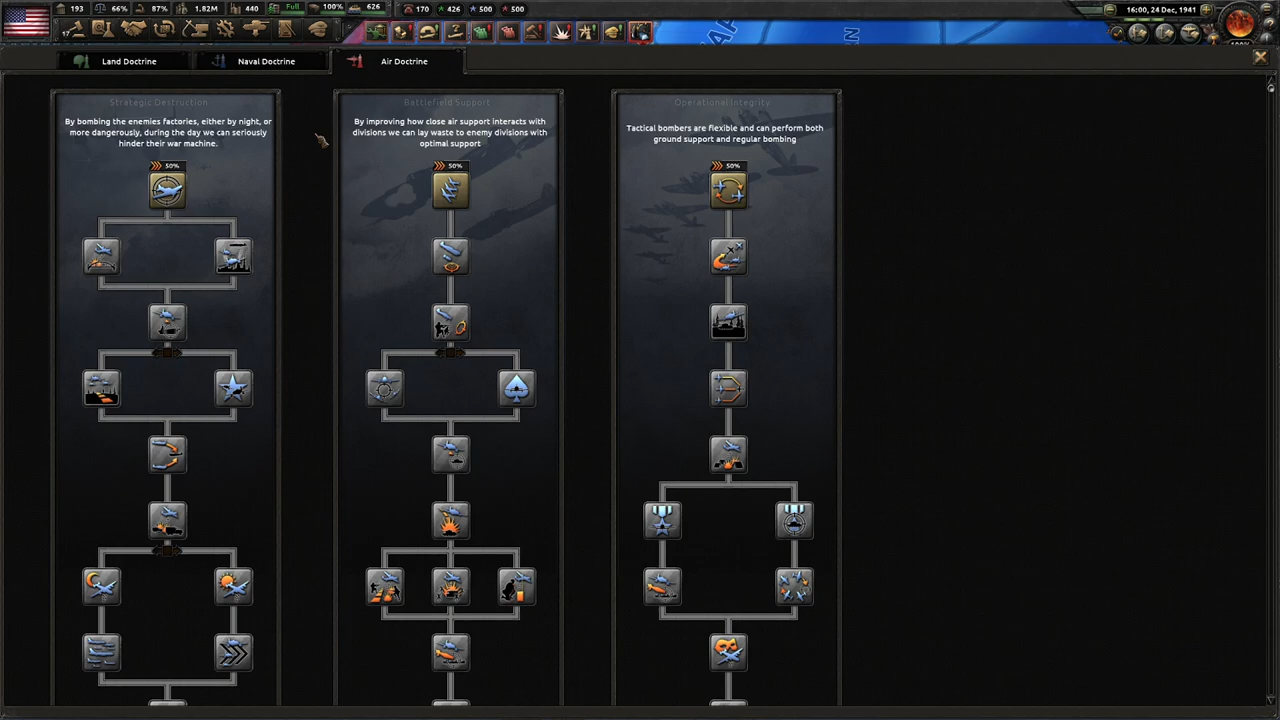 193 66% 87% 1.82M 440 Full 100% 626 170 426 500 500 16:00, 24 Dec, 1941
17
100%
Land Doctrine Naval Doctrine Air Doctrine
Strategic Destruction
By bombing the enemies factories, either by night, or
more dangerously, during the day we can seriously
hinder their war machine.
50%
Battlefield Support
By improving how close air support interacts with
divisions we can lay waste to enemy divisions with
optimal support
50%
Operational Integrity
Tactical bombers are flexible and can perform both
ground support and regular bombing
50%